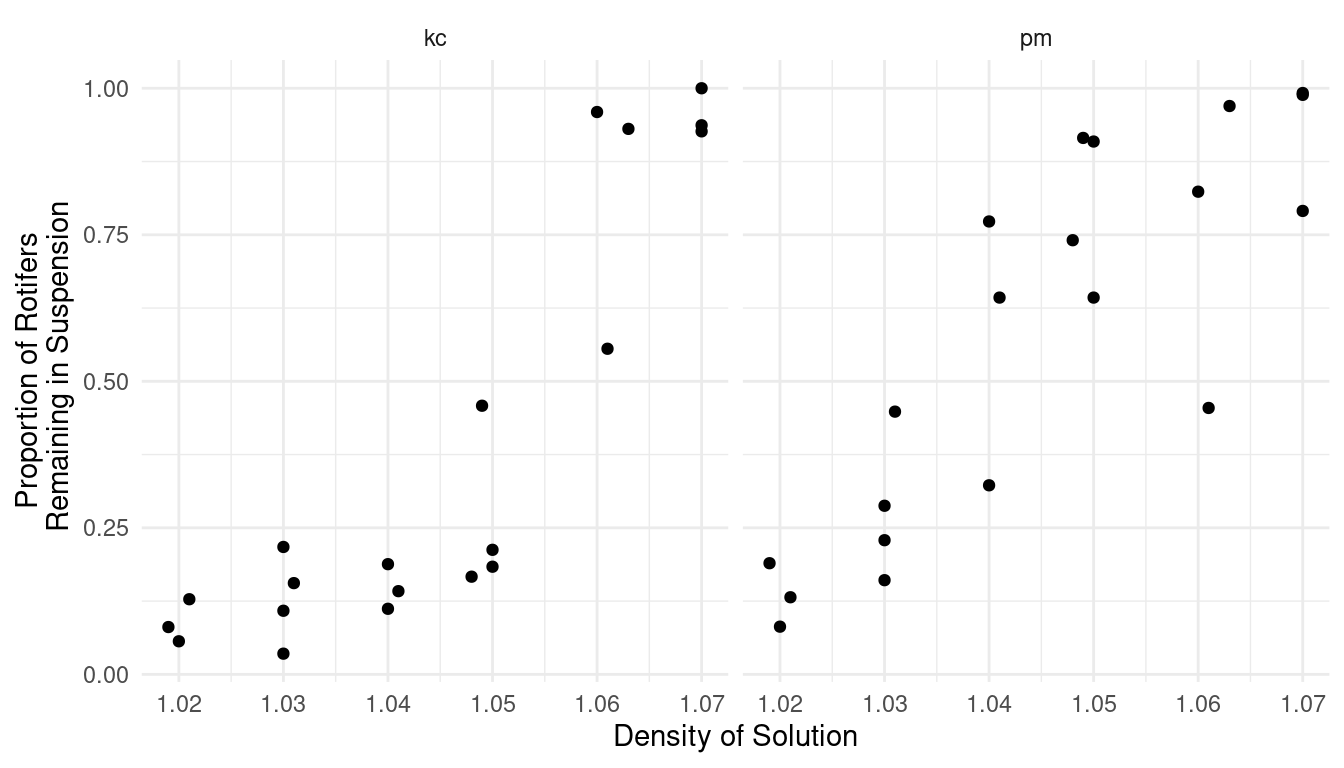 kc
pm
Proportion of Rotifers
Remaining in Suspension
1.00
0.75
0.50
0.25
0.00
1.02 1.03 1.04 1.05 1.06 1.07
1.02 1.03 1.04 1.05 1.06 1.07
Density of Solution